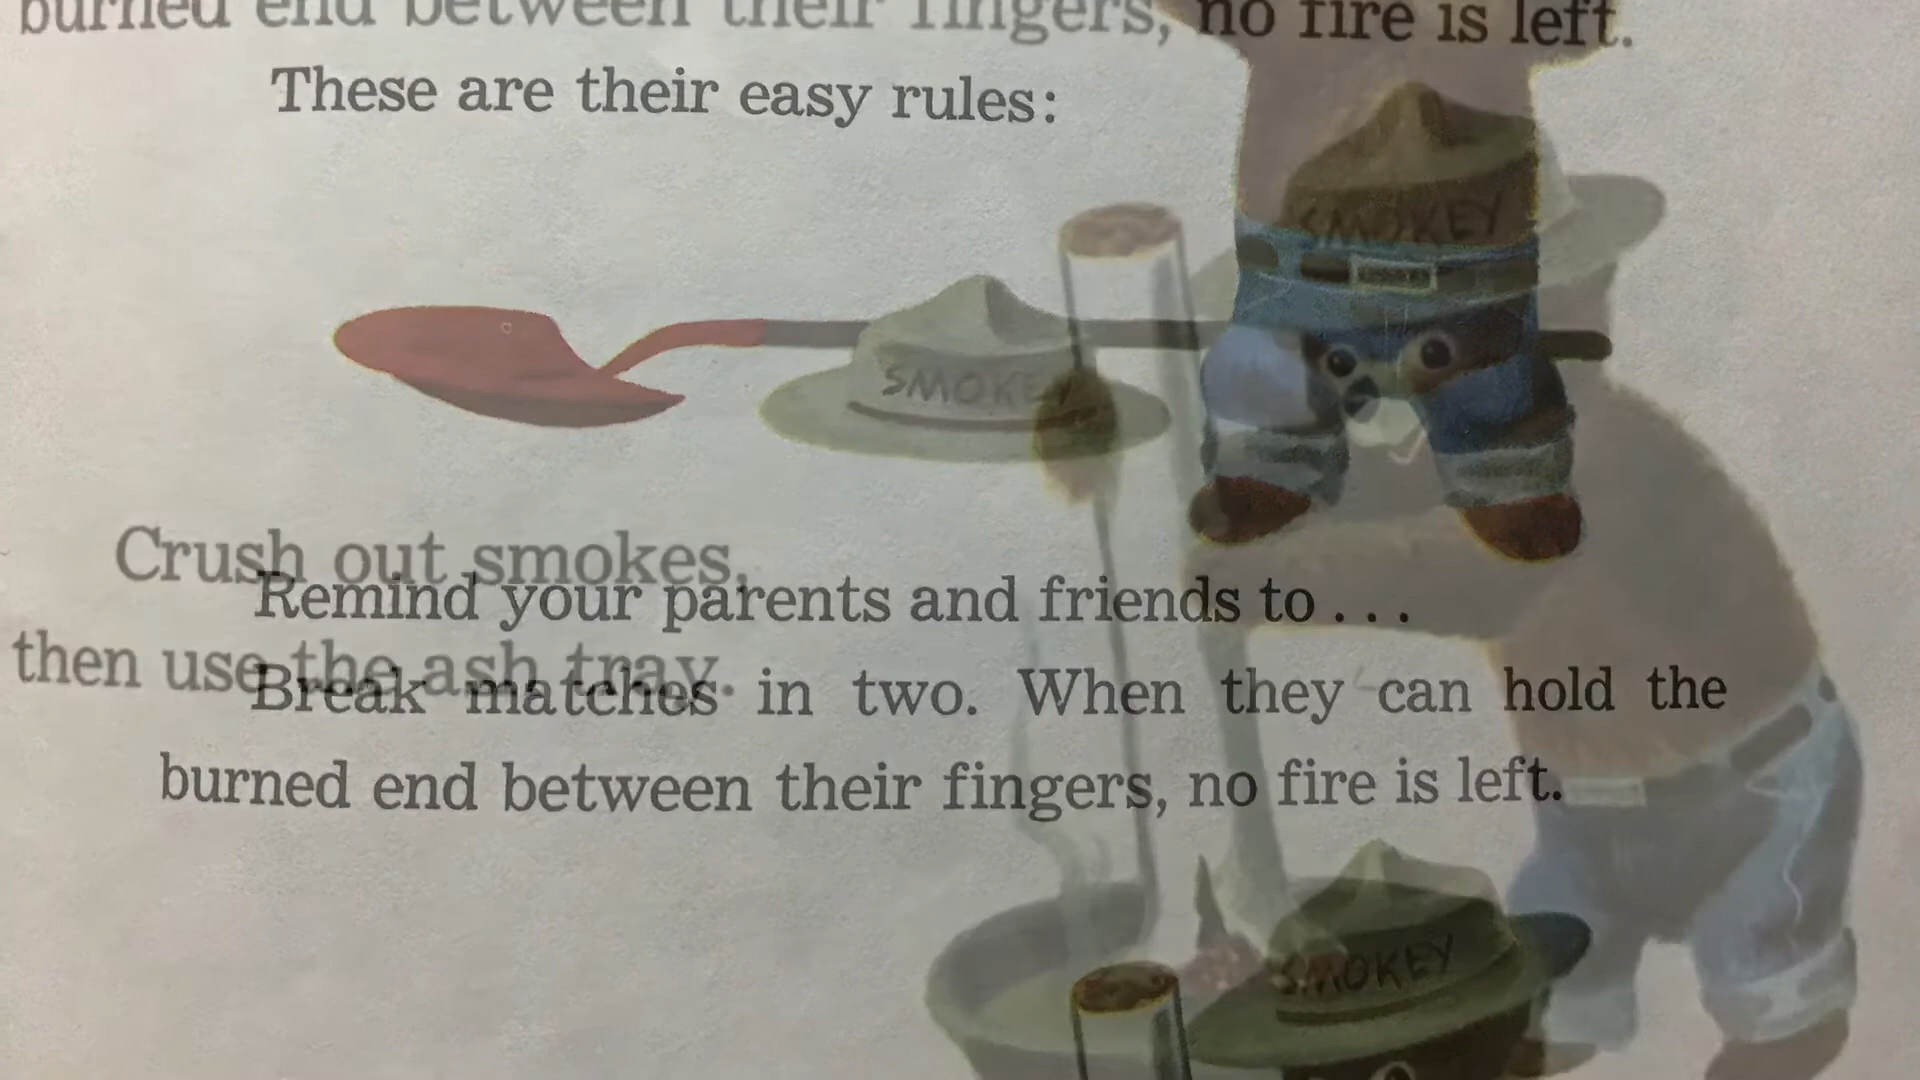 burned end between their fingers, no fire is left.
These are their easy rules:
SMOKEY
SMOKEY
Crush out smokes,
then use the ash tray.
Remind your parents and friends to...
Break matches in two. When they can hold the
burned end between their fingers, no fire is left.
SMOKEY